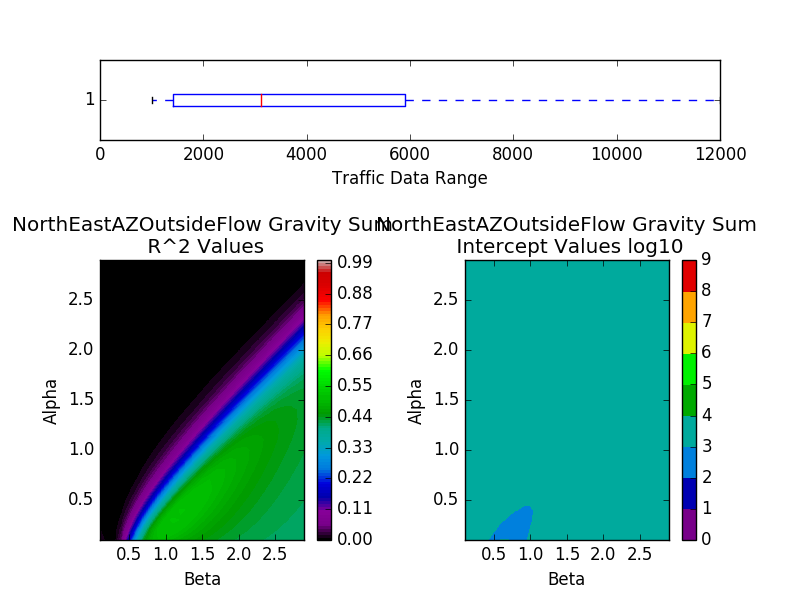 1
0 2000 4000 6000 8000 10000 12000
Traffic Data Range
NorthEastAZOutsideFlow Gravity Sum
R^2 Values
2.5
2.0
1.5
1.0
0.5
Alpha
0.5 1.0 1.5 2.0 2.5
Beta
0.99
0.88
0.77
0.66
0.55
0.44
0.33
0.22
0.11
0.00
NorthEastAZOutsideFlow Gravity Sum
Intercept Values log10
2.5
2.0
1.5
1.0
0.5
Alpha
0.5 1.0 1.5 2.0 2.5
Beta
9
8
7
6
5
4
3
2
1
0